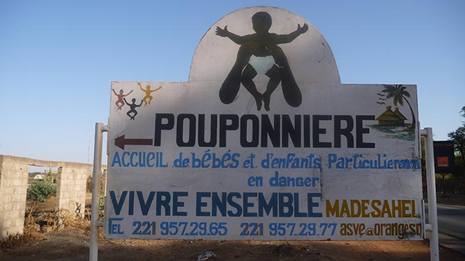 POUPONNIERE
ACCUEIL de bébés et d'enfants Particulièrement
en danger
VIVRE ENSEMBLE MADESAHEL
TEL 221 957.29.65 221 957.29.77 asve@orange.sn